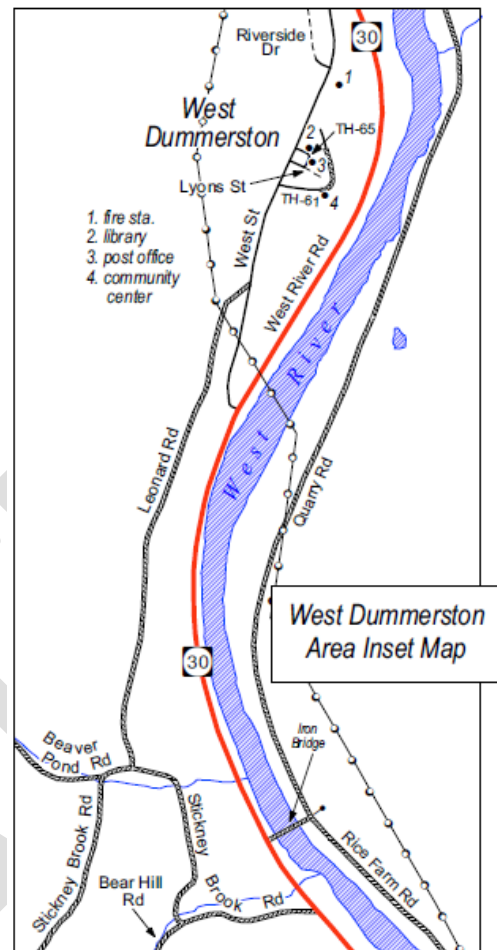 Riverside
Dr
30
1
West
Dummerston
2
TH-65
3
Lyons St
TH-61
4
1. fire sta.
2. library
3. post office
4. community
center
West St
West River Rd
West River
Leonard Rd
Quarry Rd
West Dummerston
Area Inset Map
30
Iron
Bridge
Beaver
Pond Rd
Stickney Brook Rd
Stickney
Brook Rd
Bear Hill
Rd
Rice Farm Rd